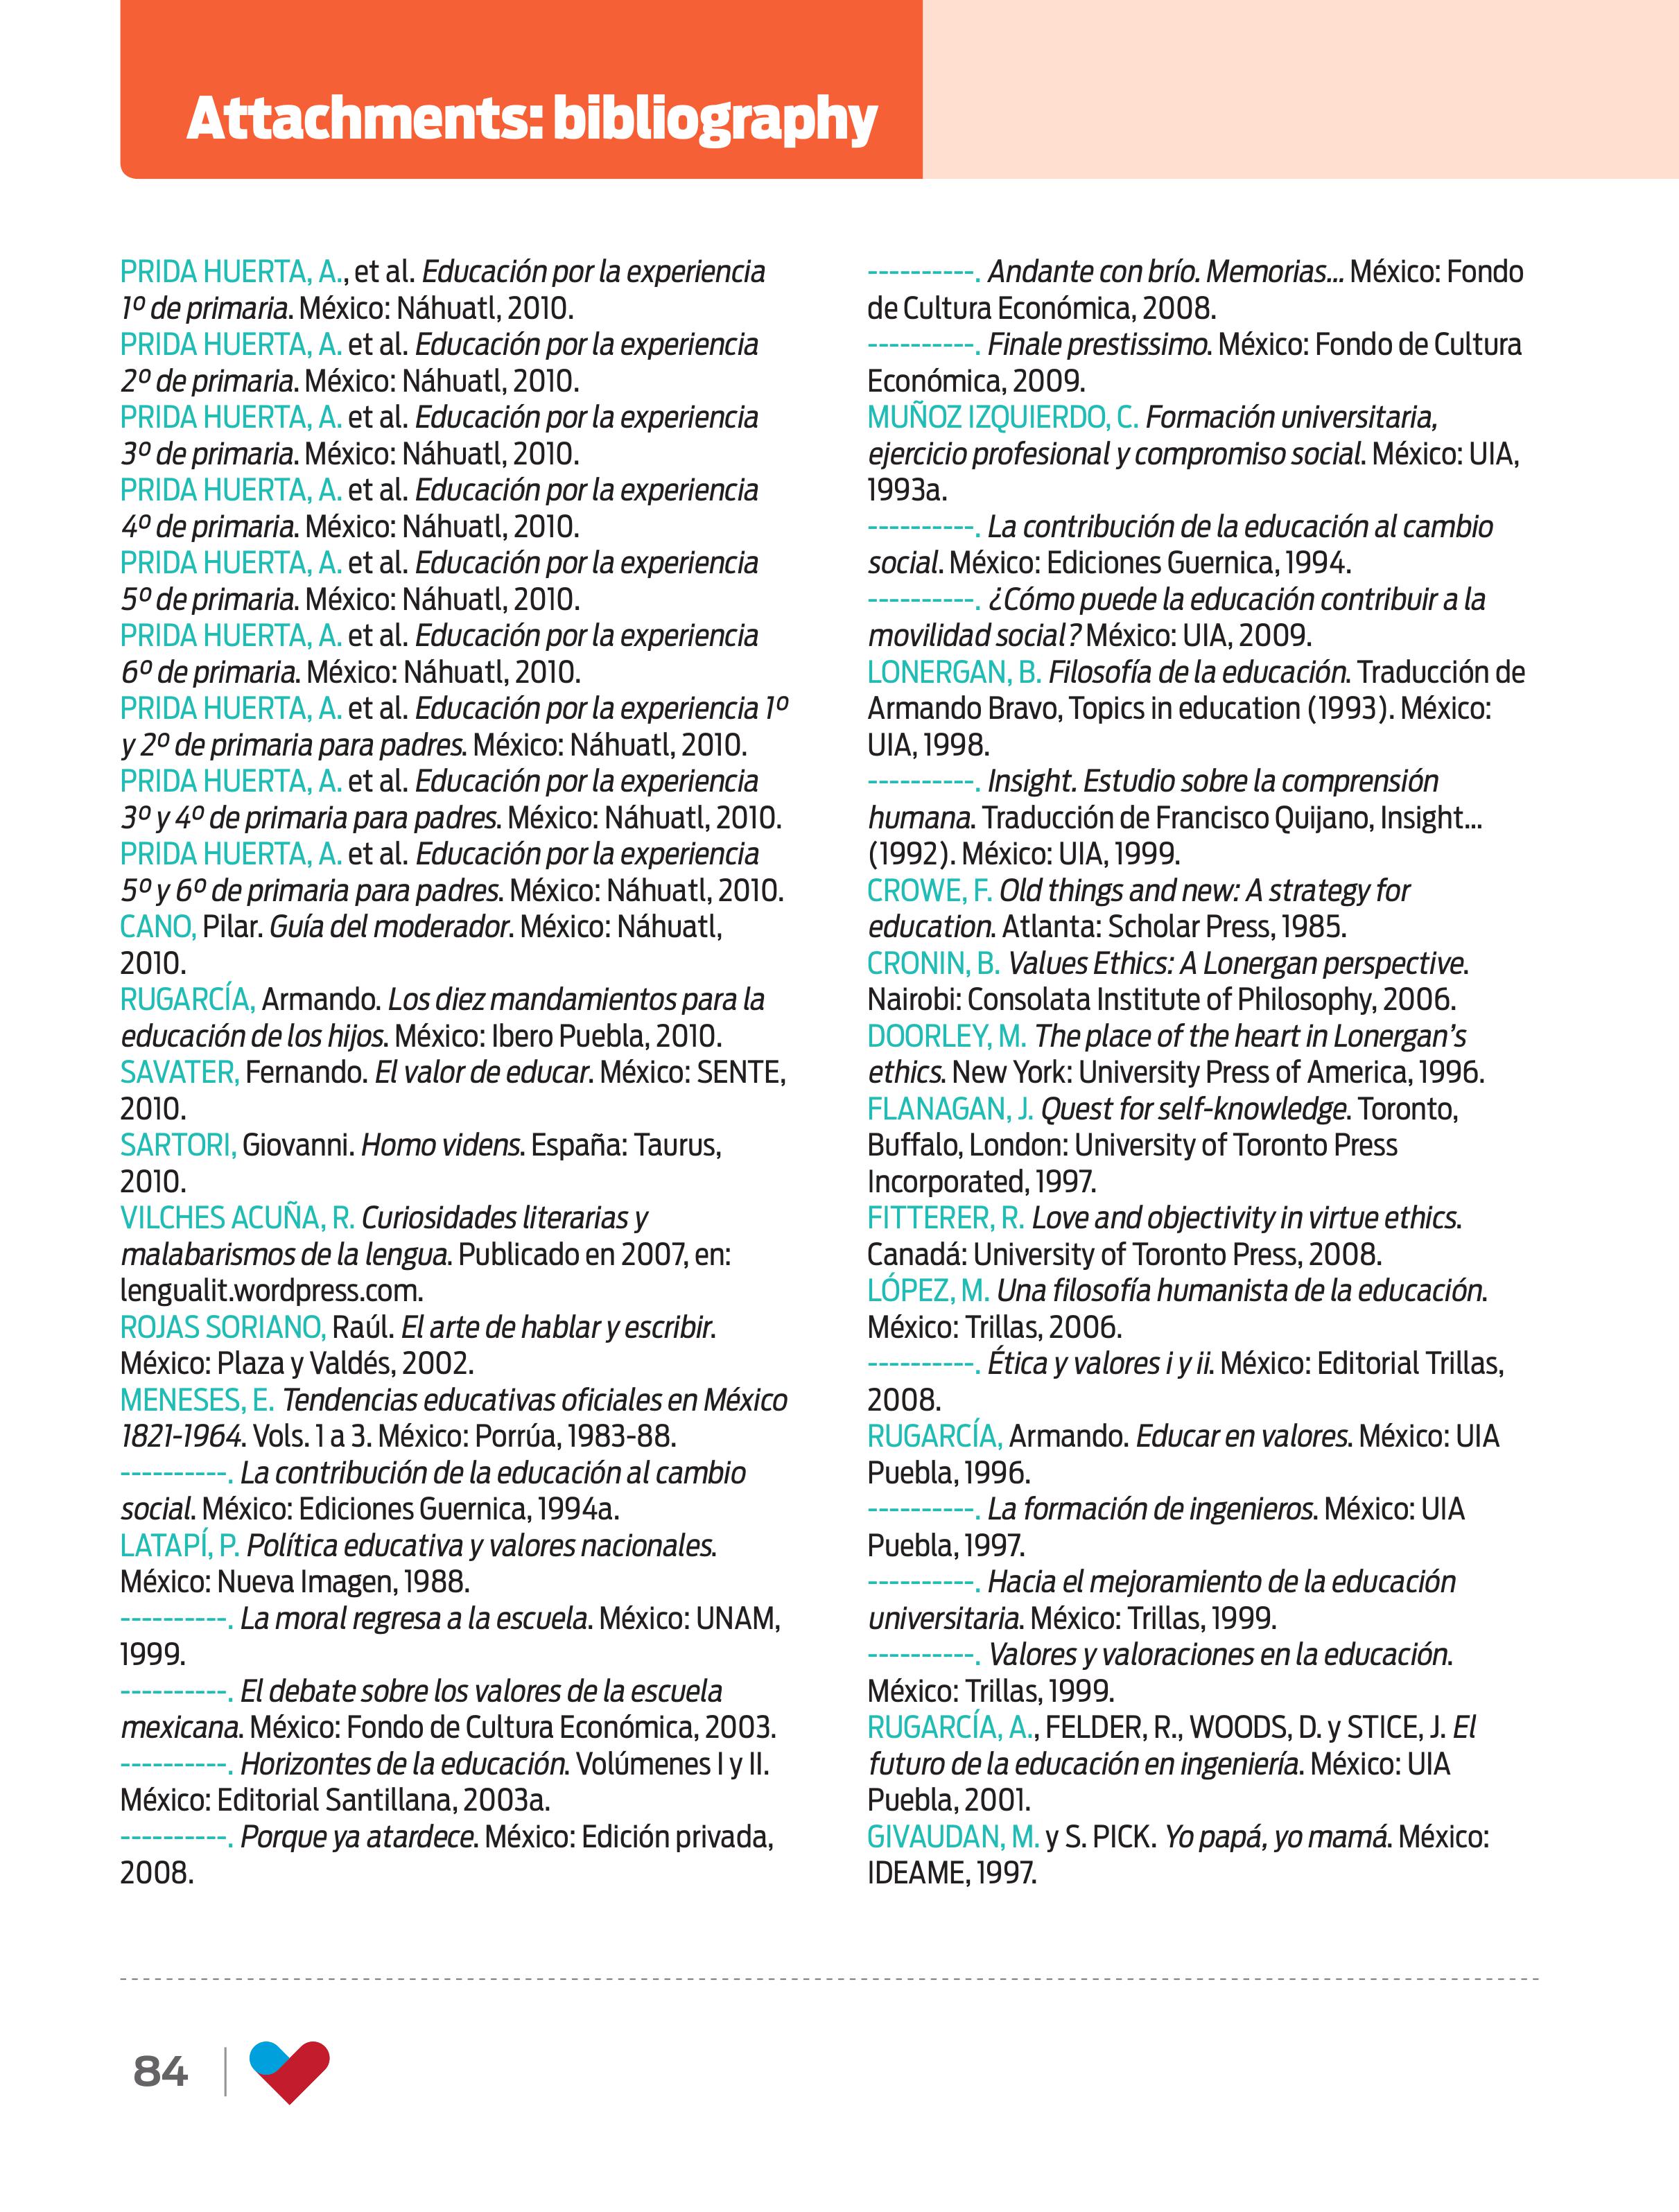 Attachments: bibliography
PRIDA HUERTA, A., et al. Educación por la experiencia
1º de primaria. México: Náhuatl, 2010.
PRIDA HUERTA, A. et al. Educación por la experiencia
2º de primaria. México: Náhuatl, 2010.
PRIDA HUERTA, A. et al. Educación por la experiencia
3º de primaria. México: Náhuatl, 2010.
PRIDA HUERTA, A. et al. Educación por la experiencia
4º de primaria. México: Náhuatl, 2010.
PRIDA HUERTA, A. et al. Educación por la experiencia
5º de primaria. México: Náhuatl, 2010.
PRIDA HUERTA, A. et al. Educación por la experiencia
6º de primaria. México: Náhuatl, 2010.
PRIDA HUERTA, A. et al. Educación por la experiencia 1º
y 2º de primaria para padres. México: Náhuatl, 2010.
PRIDA HUERTA, A. et al. Educación por la experiencia
3º y 4º de primaria para padres. México: Náhuatl, 2010.
PRIDA HUERTA, A. et al. Educación por la experiencia
5º y 6º de primaria para padres. México: Náhuatl, 2010.
CANO, Pilar. Guía del moderador. México: Náhuatl,
2010.
RUGARCÍA, Armando. Los diez mandamientos para la
educación de los hijos. México: Ibero Puebla, 2010.
SAVATER, Fernando. El valor de educar. México: SENTE,
2010.
SARTORI, Giovanni. Homo videns. España: Taurus,
2010.
VILCHES ACUÑA, R. Curiosidades literarias y
malabarismos de la lengua. Publicado en 2007, en:
lengualit.wordpress.com.
ROJAS SORIANO, Raúl. El arte de hablar y escribir.
México: Plaza y Valdés, 2002.
MENESES, E. Tendencias educativas oficiales en México
1821-1964. Vols. 1 a 3. México: Porrúa, 1983-88.
----------. La contribución de la educación al cambio
social. México: Ediciones Guernica, 1994a.
LATAPÍ, P. Política educativa y valores nacionales.
México: Nueva Imagen, 1988.
----------. La moral regresa a la escuela. México: UNAM,
1999.
----------. El debate sobre los valores de la escuela
mexicana. México: Fondo de Cultura Económica, 2003.
----------. Horizontes de la educación. Volúmenes I y II.
México: Editorial Santillana, 2003a.
----------. Porque ya atardece. México: Edición privada,
2008.
----------. Andante con brío. Memorias... México: Fondo
de Cultura Económica, 2008.
----------. Finale prestissimo. México: Fondo de Cultura
Económica, 2009.
MUÑOZ IZQUIERDO, C. Formación universitaria,
ejercicio profesional y compromiso social. México: UIA,
1993a.
----------. La contribución de la educación al cambio
social. México: Ediciones Guernica, 1994.
----------. ¿Cómo puede la educación contribuir a la
movilidad social? México: UIA, 2009.
LONERGAN, B. Filosofía de la educación. Traducción de
Armando Bravo, Topics in education (1993). México:
UIA, 1998.
----------. Insight. Estudio sobre la comprensión
humana. Traducción de Francisco Quijano, Insight...
(1992). México: UIA, 1999.
CROWE, F. Old things and new: A strategy for
education. Atlanta: Scholar Press, 1985.
CRONIN, B. Values Ethics: A Lonergan perspective.
Nairobi: Consolata Institute of Philosophy, 2006.
DOORLEY, M. The place of the heart in Lonergan’s
ethics. New York: University Press of America, 1996.
FLANAGAN, J. Quest for self-knowledge. Toronto,
Buffalo, London: University of Toronto Press
Incorporated, 1997.
FITTERER, R. Love and objectivity in virtue ethics.
Canadá: University of Toronto Press, 2008.
LÓPEZ, M. Una filosofía humanista de la educación.
México: Trillas, 2006.
----------. Ética y valores i y ii. México: Editorial Trillas,
2008.
RUGARCÍA, Armando. Educar en valores. México: UIA
Puebla, 1996.
----------. La formación de ingenieros. México: UIA
Puebla, 1997.
----------. Hacia el mejoramiento de la educación
universitaria. México: Trillas, 1999.
----------. Valores y valoraciones en la educación.
México: Trillas, 1999.
RUGARCÍA, A., FELDER, R., WOODS, D. y STICE, J. El
futuro de la educación en ingeniería. México: UIA
Puebla, 2001.
GIVAUDAN, M. y S. PICK. Yo papá, yo mamá. México:
IDEAME, 1997.
84